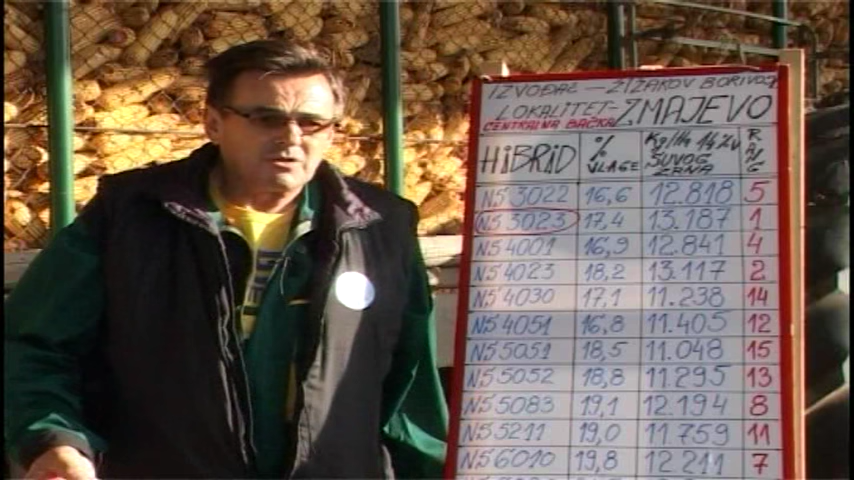 IZVOĐAČ - ŽIŽAKOV BORIVOJ
LOKALITET-ZMAJEVO
CENTRALNA BAČKA
HIBRID % VLAGE Kg/Ha 14%v SUVOG ZRNA RANG
NS 3022 16,6 12.818 5
NS 3023 17,4 13.187 1
NS 4001 16,9 12.841 4
NS 4023 18,2 13.117 2
NS 4030 17,1 11.238 14
NS 4051 16,8 11.405 12
NS 5051 18,5 11.048 15
NS 5052 18,8 11.295 13
NS 5083 19,1 12.194 8
NS 5211 19,0 11.759 11
NS 6010 19,8 12.211 7